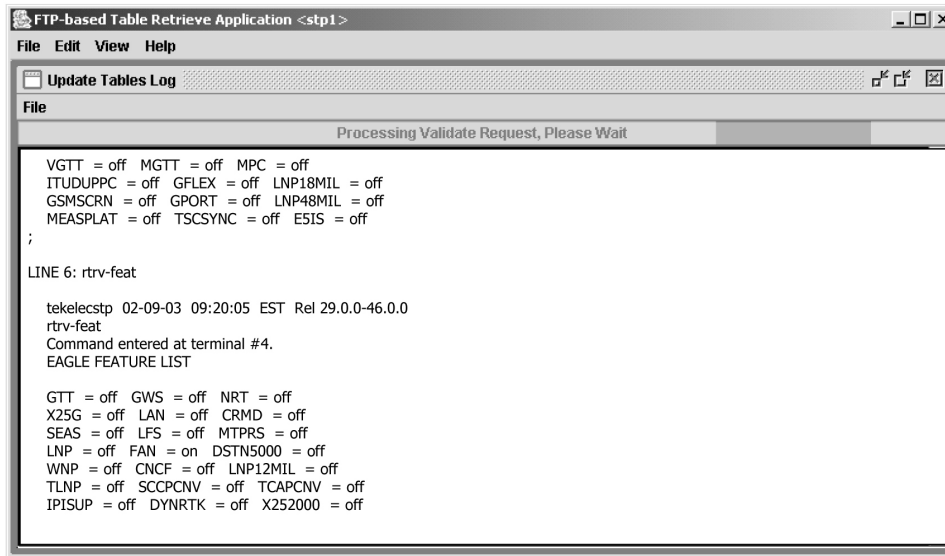 FTP-based Table Retrieve Application <stp1>
File Edit View Help
Update Tables Log
File
Processing Validate Request, Please Wait
VGTT = off MGTT = off MPC = off
ITUDUPPC = off GFLEX = off LNP18MIL = off
GSMSCRN = off GPORT = off LNP48MIL = off
MEASPLAT = off TSCSYNC = off E5IS = off
;
LINE 6: rtrv-feat
tekelecstp 02-09-03 09:20:05 EST Rel 29.0.0-46.0.0
rtrv-feat
Command entered at terminal #4.
EAGLE FEATURE LIST
GTT = off GWS = off NRT = off
X25G = off LAN = off CRMD = off
SEAS = off LFS = off MTPRS = off
LNP = off FAN = on DSTN5000 = off
WNP = off CNCF = off LNP12MIL = off
TLNP = off SCCPCNV = off TCAPCNV = off
IPISUP = off DYNRTK = off X252000 = off